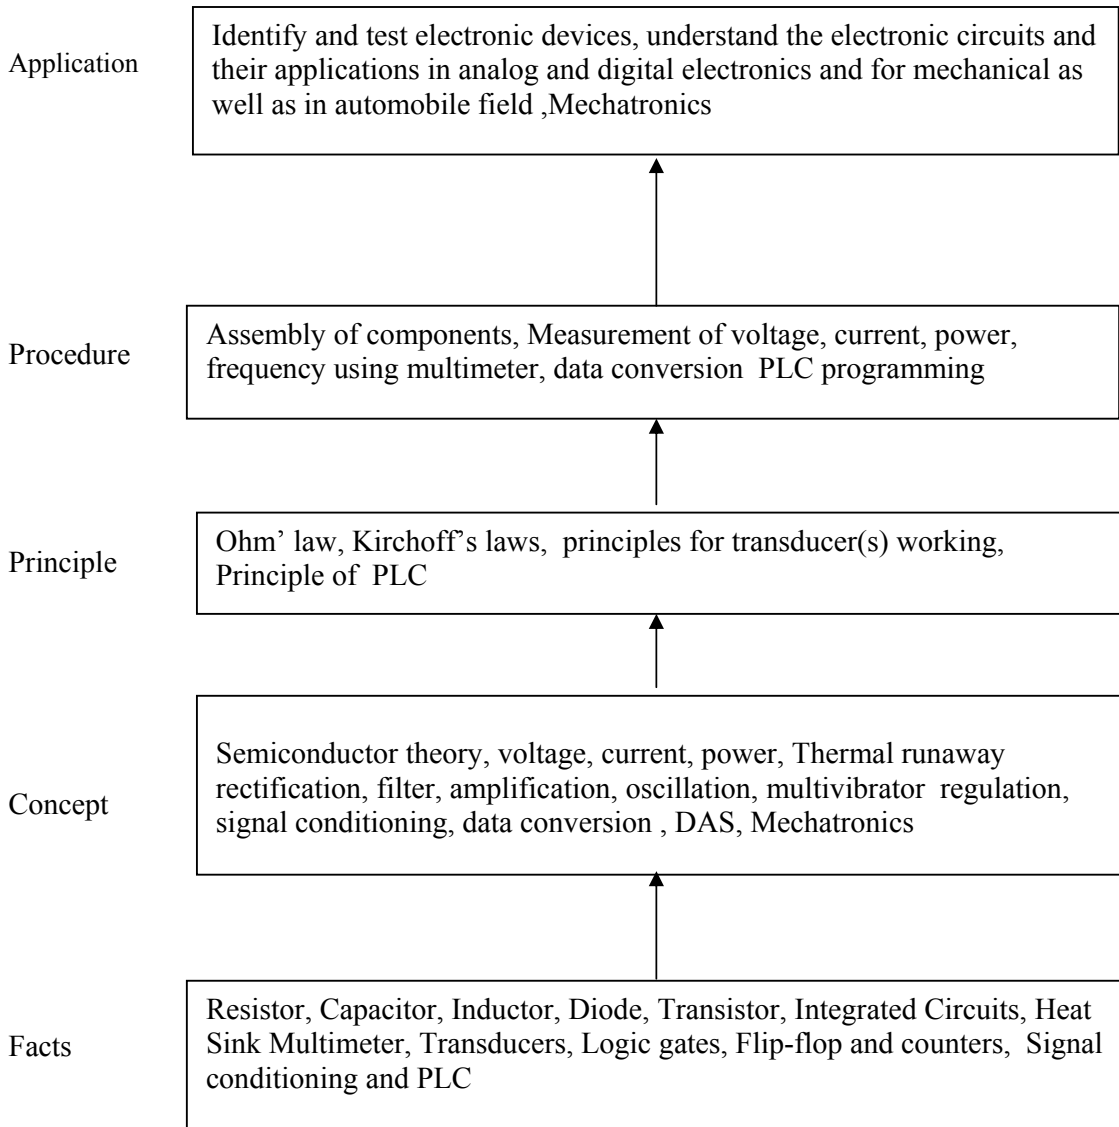 Application
Identify and test electronic devices, understand the electronic circuits and
their applications in analog and digital electronics and for mechanical as
well as in automobile field ,Mechatronics
Procedure
Assembly of components, Measurement of voltage, current, power,
frequency using multimeter, data conversion  PLC programming
Principle
Ohm’ law, Kirchoff’s laws,  principles for transducer(s) working,
Principle of  PLC
Concept
Semiconductor theory, voltage, current, power, Thermal runaway
rectification, filter, amplification, oscillation, multivibrator  regulation,
signal conditioning, data conversion , DAS, Mechatronics
Facts
Resistor, Capacitor, Inductor, Diode, Transistor, Integrated Circuits, Heat
Sink Multimeter, Transducers, Logic gates, Flip-flop and counters,  Signal
conditioning and PLC